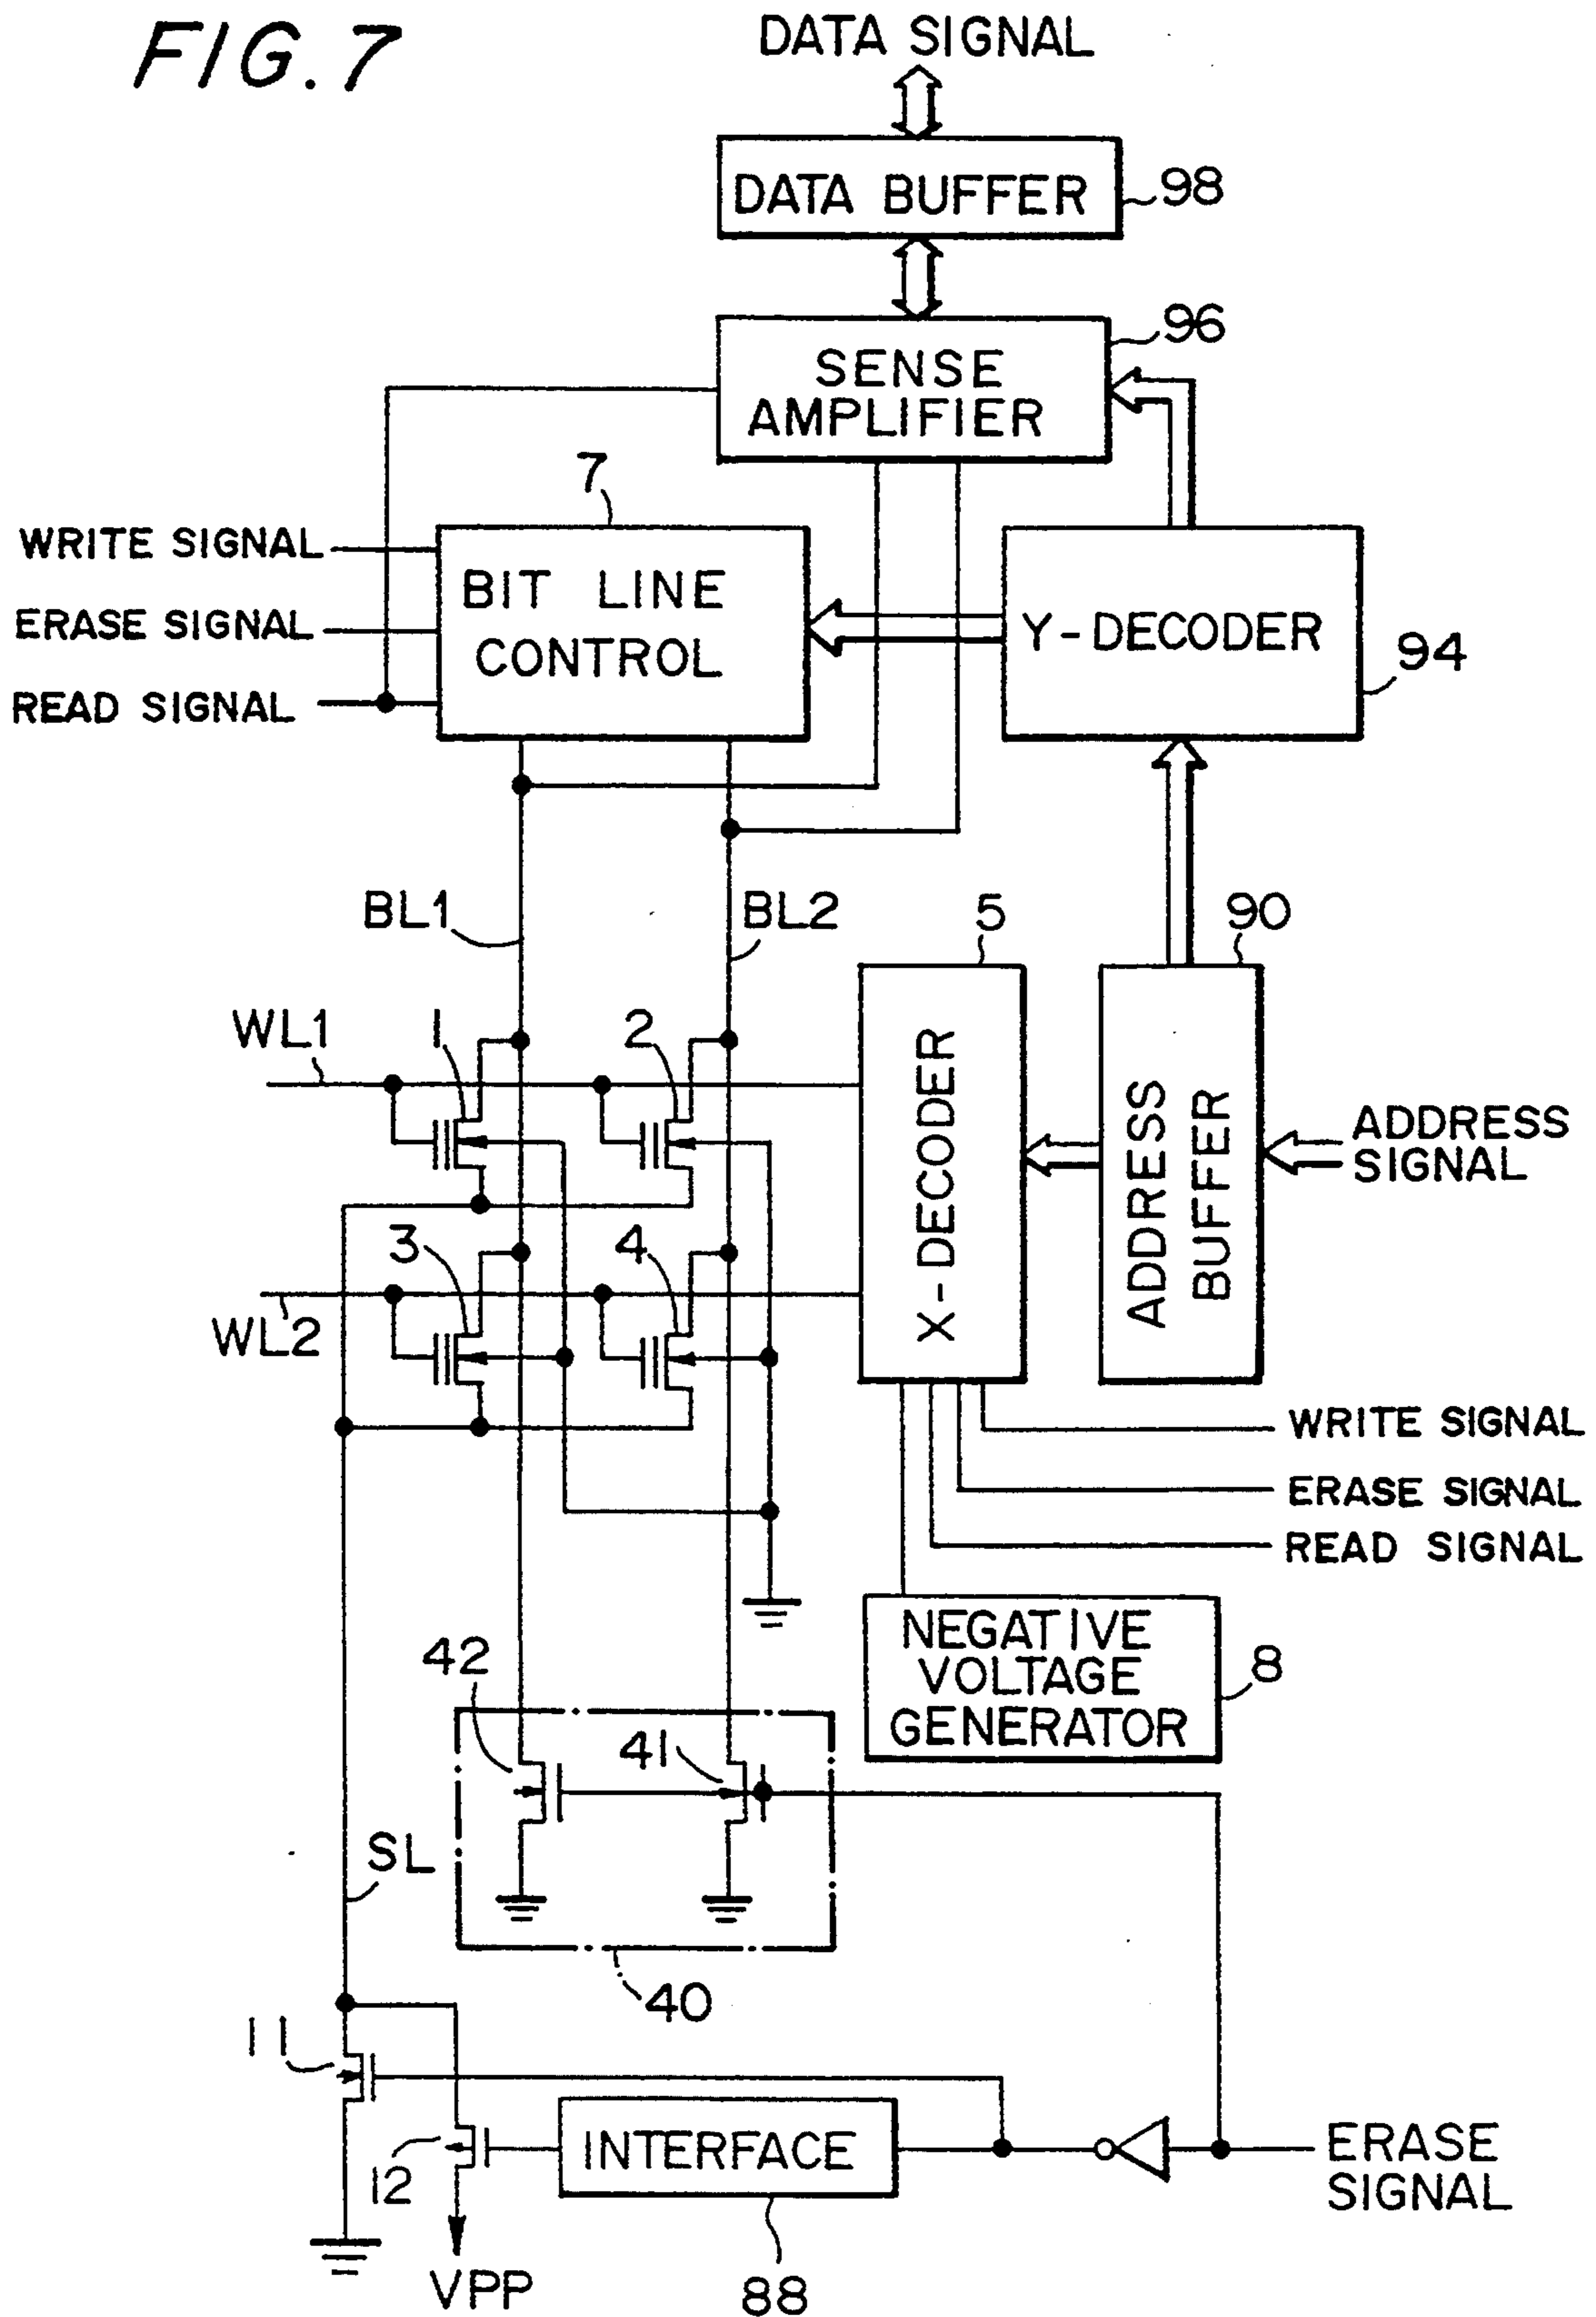 FIG. 7
DATA SIGNAL
DATA BUFFER
98
96
SENSE
AMPLIFIER
7
WRITE SIGNAL
ERASE SIGNAL
READ SIGNAL
BIT LINE
CONTROL
Y-DECODER
94
BL1
BL2
5
90
WL1
1
2
X-DECODER
ADDRESS
BUFFER
ADDRESS
SIGNAL
3
4
WL2
WRITE SIGNAL
ERASE SIGNAL
READ SIGNAL
NEGATIVE
VOLTAGE
GENERATOR
8
42
41
SL
40
11
12
INTERFACE
ERASE
SIGNAL
VPP
88